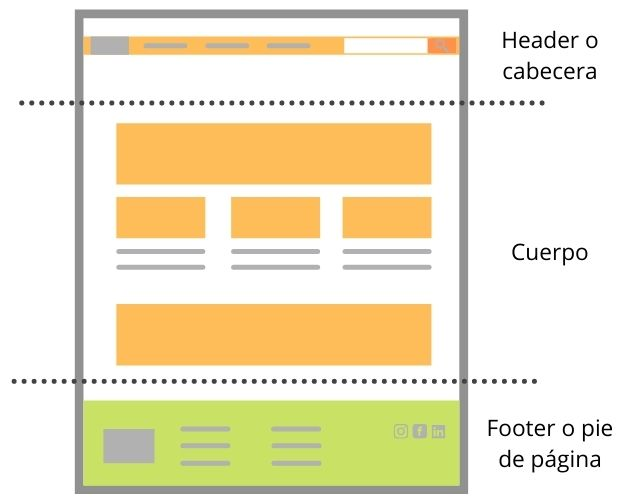 Header o
cabecera
Cuerpo
Footer o pie
de página